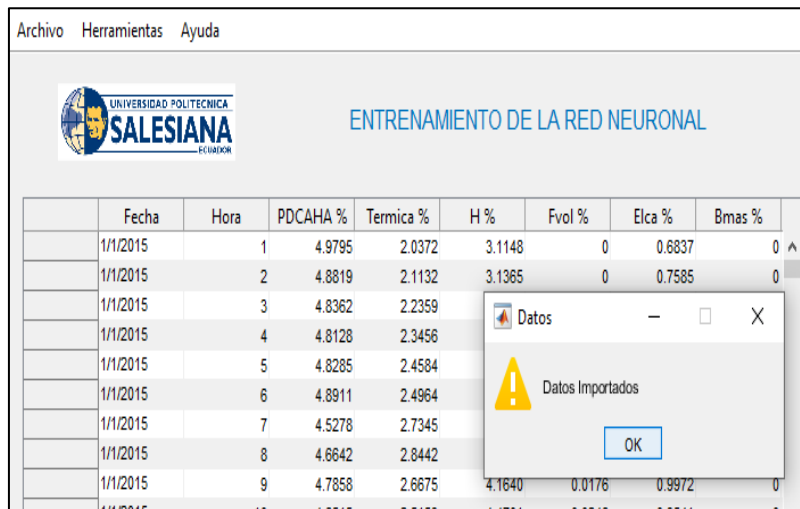 Archivo Herramientas Ayuda
UNIVERSIDAD POLITECNICA
SALESIANA
ECUADOR
ENTRENAMIENTO DE LA RED NEURONAL
Fecha Hora PDCAHA % Termica % H % Fvol % Elca % Bmas %
1/1/2015 1 4.9795 2.0372 3.1148 0 0.6837 0
1/1/2015 2 4.8819 2.1132 3.1365 0 0.7585 0
1/1/2015 3 4.8362 2.2359
1/1/2015 4 4.8128 2.3456
1/1/2015 5 4.8285 2.4584
1/1/2015 6 4.8911 2.4964
1/1/2015 7 4.5278 2.7345
1/1/2015 8 4.6642 2.8442
1/1/2015 9 4.7858 2.6675 4.1640 0.0176 0.9972 0
Datos
Datos Importados
OK